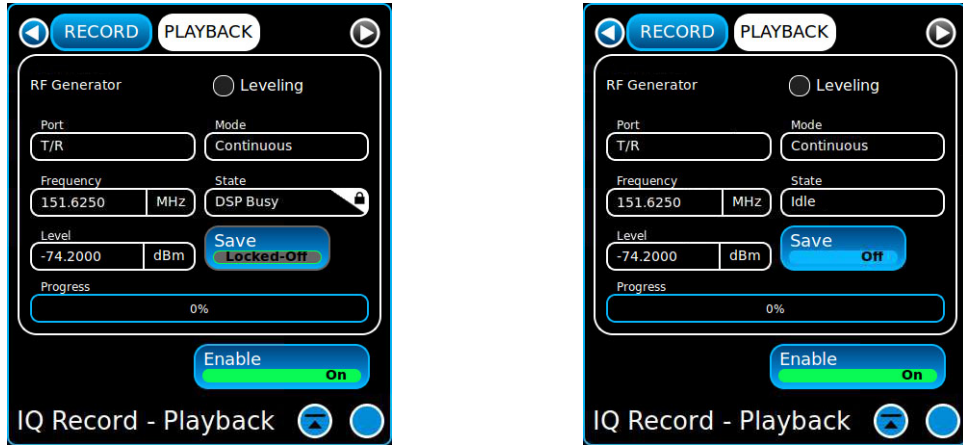 RECORD PLAYBACK
RF Generator Leveling
Port Mode
T/R Continuous
Frequency State
151.6250 MHz DSP Busy
Level Save
-74.2000 dBm Locked-Off
Progress
0%
Enable
On
IQ Record - Playback
RECORD PLAYBACK
RF Generator Leveling
Port Mode
T/R Continuous
Frequency State
151.6250 MHz Idle
Level Save
-74.2000 dBm Off
Progress
0%
Enable
On
IQ Record - Playback